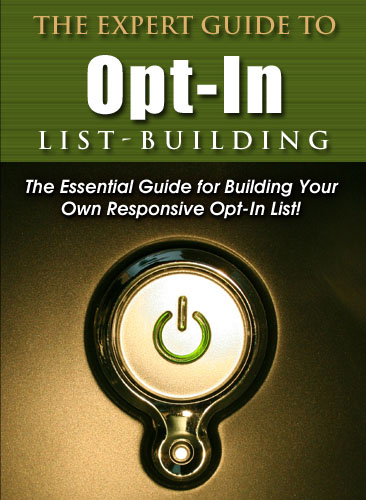 THE EXPERT GUIDE TO
Opt-In
LIST-BUILDING
The Essential Guide for Building Your
Own Responsive Opt-In List!